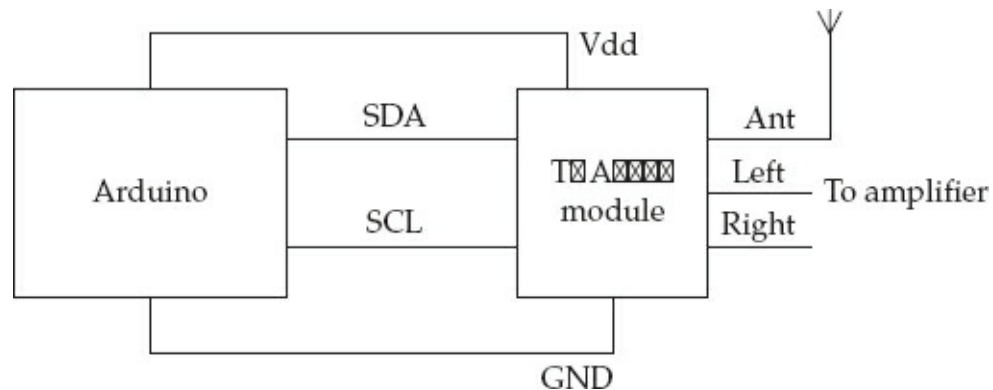 Vdd
SDA
Ant
Arduino
module
Left
To amplifier
SCL
Right
GND